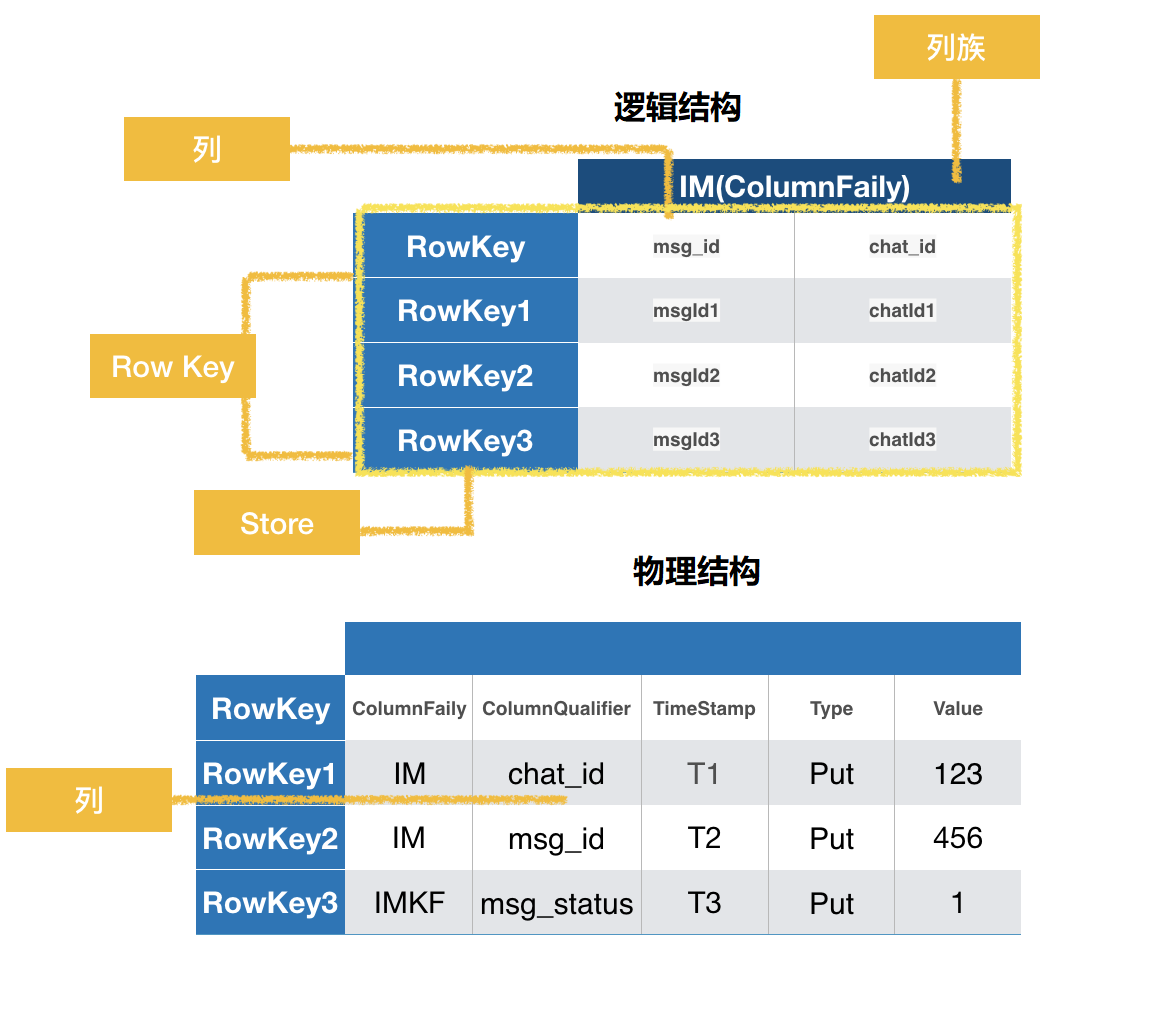 列族
逻辑结构
列
IM(ColumnFaily)
RowKey msg_id chat_id
RowKey1 msgId1 chatId1
Row Key
RowKey2 msgId2 chatId2
RowKey3 msgId3 chatId3
Store
物理结构
RowKey ColumnFaily ColumnQualifier TimeStamp Type Value
RowKey1 IM chat_id T1 Put 123
列
RowKey2 IM msg_id T2 Put 456
RowKey3 IMKF msg_status T3 Put 1